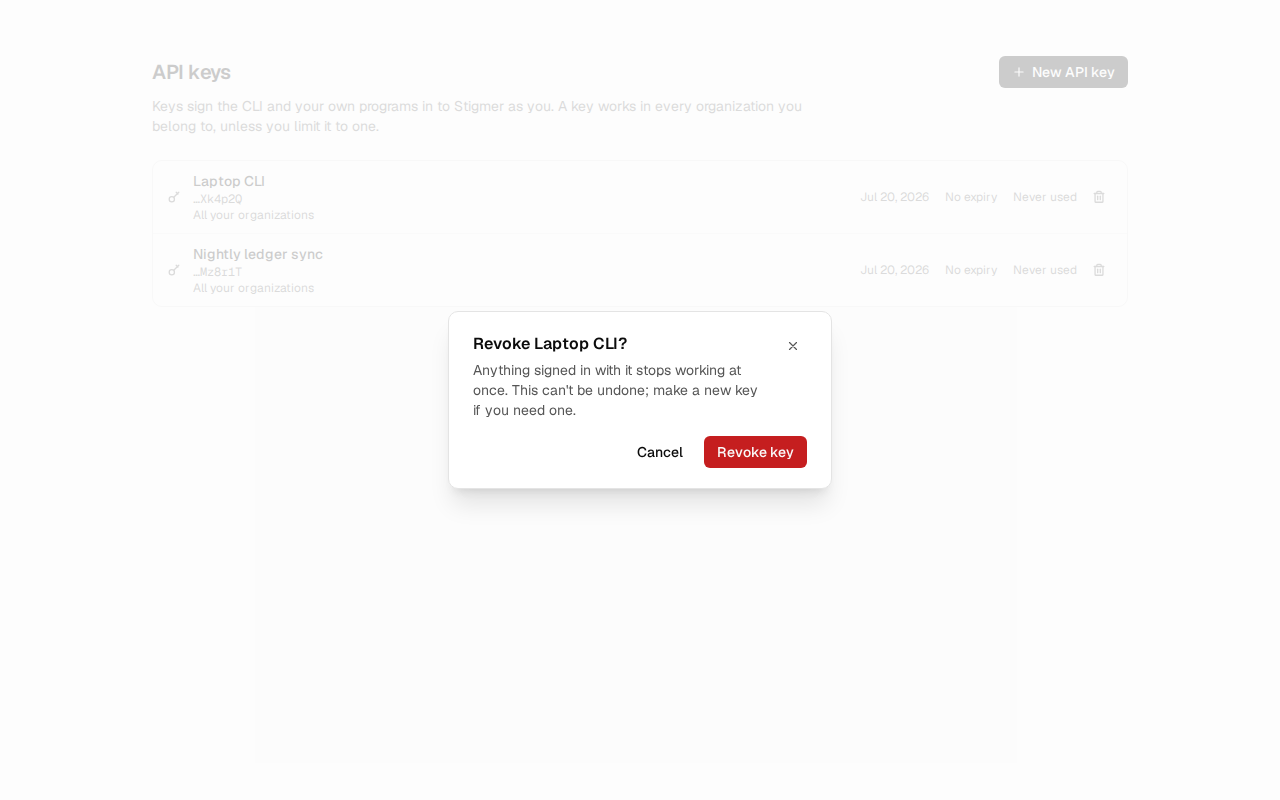 API keys
New API key
Keys sign the CLI and your own programs in to Stigmer as you. A key works in every organization you
belong to, unless you limit it to one.
Laptop CLI
…Xk4p2Q
All your organizations
Jul 20, 2026 No expiry Never used
Nightly ledger sync
…Mz8r1T
All your organizations
Jul 20, 2026 No expiry Never used
Revoke Laptop CLI?
Anything signed in with it stops working at
once. This can't be undone; make a new key
if you need one.
Cancel Revoke key